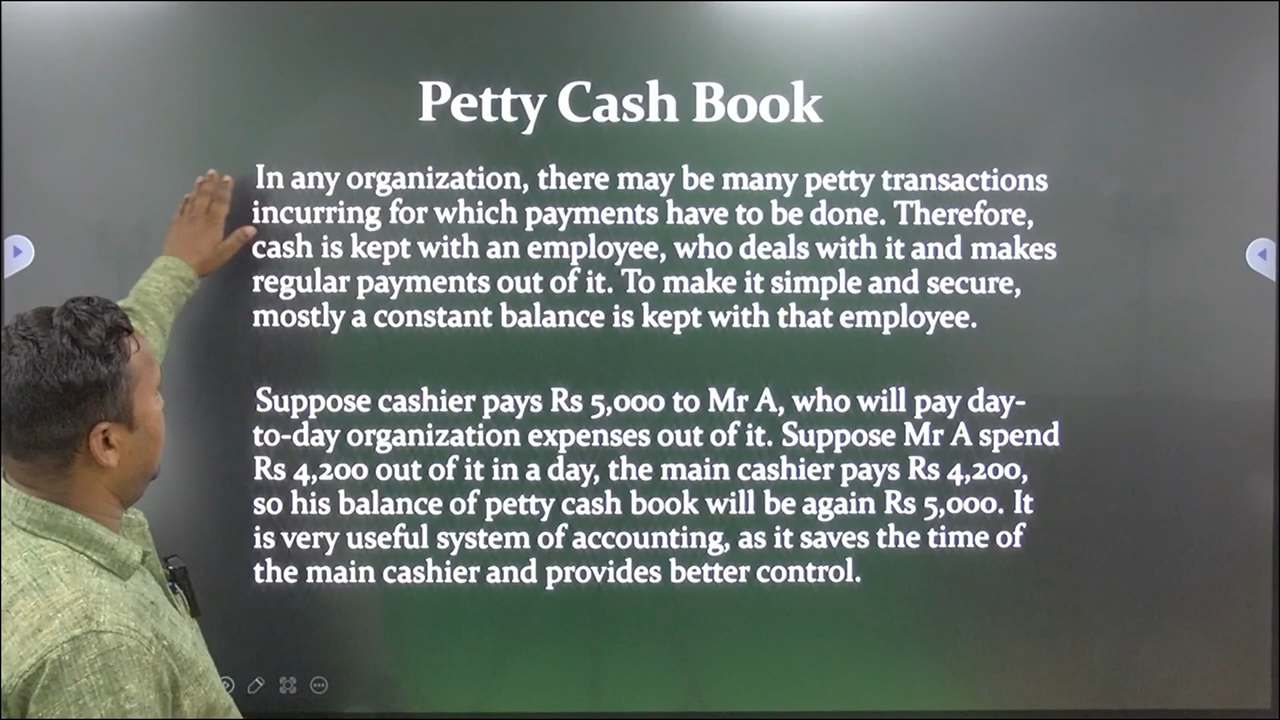 Petty Cash Book
In any organization, there may be many petty transactions
incurring for which payments have to be done. Therefore,
cash is kept with an employee, who deals with it and makes
regular payments out of it. To make it simple and secure,
mostly a constant balance is kept with that employee.
Suppose cashier pays Rs 5,000 to Mr A, who will pay day-
to-day organization expenses out of it. Suppose Mr A spend
Rs 4,200 out of it in a day, the main cashier pays Rs 4,200,
so his balance of petty cash book will be again Rs 5,000. It
is very useful system of accounting, as it saves the time of
the main cashier and provides better control.